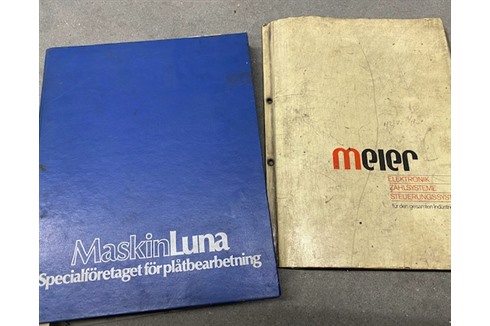 MaskinLuna
Specialföretaget för plåtbearbetning
meier
ELEKTRONIK
ZÄHLSYSTEME
für den gesamten